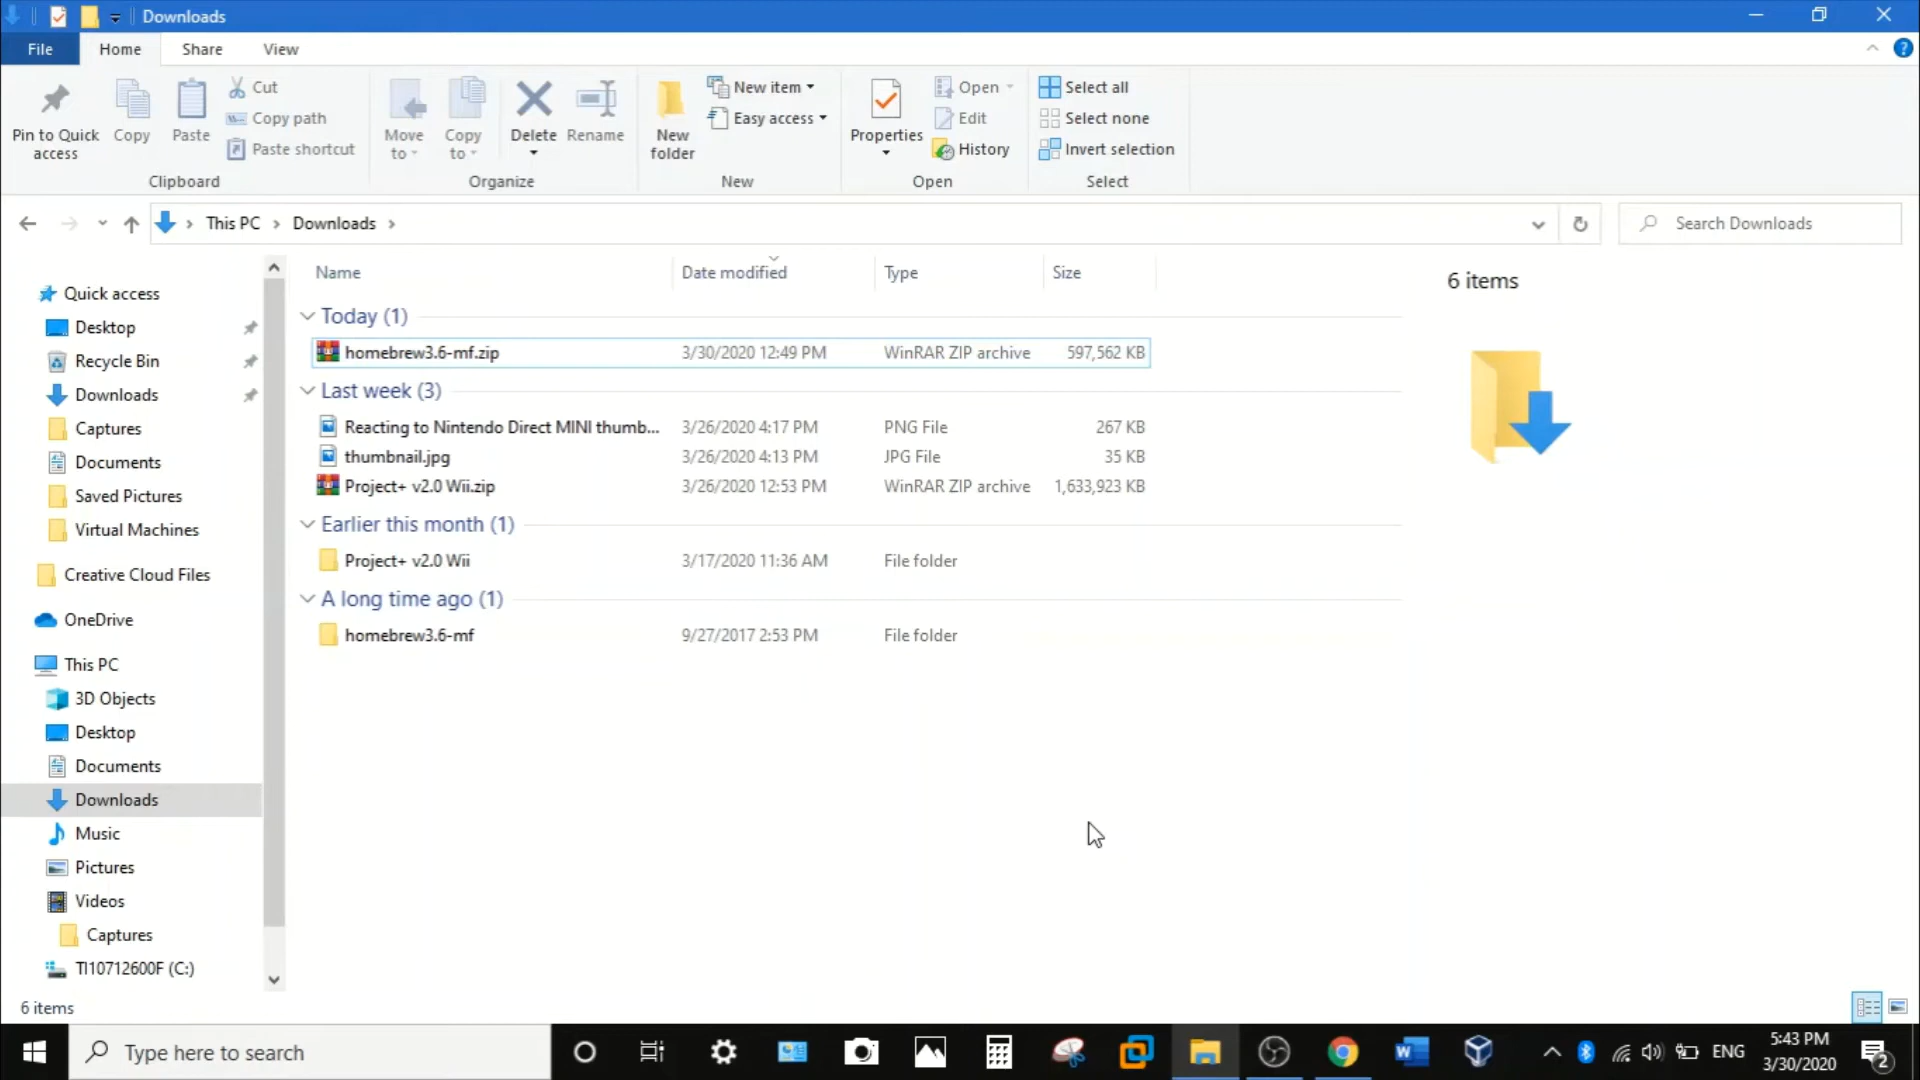 Downloads
File Home Share View
Pin to Quick access
Copy
Paste
Cut
Copy path
Paste shortcut
Clipboard
Move to
Copy to
Delete
Rename
Organize
New folder
New item
Easy access
New
Properties
Open
Edit
History
Open
Select all
Select none
Invert selection
Select
This PC > Downloads >
Search Downloads
Quick access
Desktop
Recycle Bin
Downloads
Captures
Documents
Saved Pictures
Virtual Machines
Creative Cloud Files
OneDrive
This PC
3D Objects
Desktop
Documents
Downloads
Music
Pictures
Videos
Captures
TI10712600F (C:)
Name Date modified Type Size
Today (1)
homebrew3.6-mf.zip 3/30/2020 12:49 PM WinRAR ZIP archive 597,562 KB
Last week (3)
Reacting to Nintendo Direct MINI thumb... 3/26/2020 4:17 PM PNG File 267 KB
thumbnail.jpg 3/26/2020 4:13 PM JPG File 35 KB
Project+ v2.0 Wii.zip 3/26/2020 12:53 PM WinRAR ZIP archive 1,633,923 KB
Earlier this month (1)
Project+ v2.0 Wii 3/17/2020 11:36 AM File folder
A long time ago (1)
homebrew3.6-mf 9/27/2017 2:53 PM File folder
6 items
6 items
Type here to search
ENG
5:43 PM
3/30/2020
2